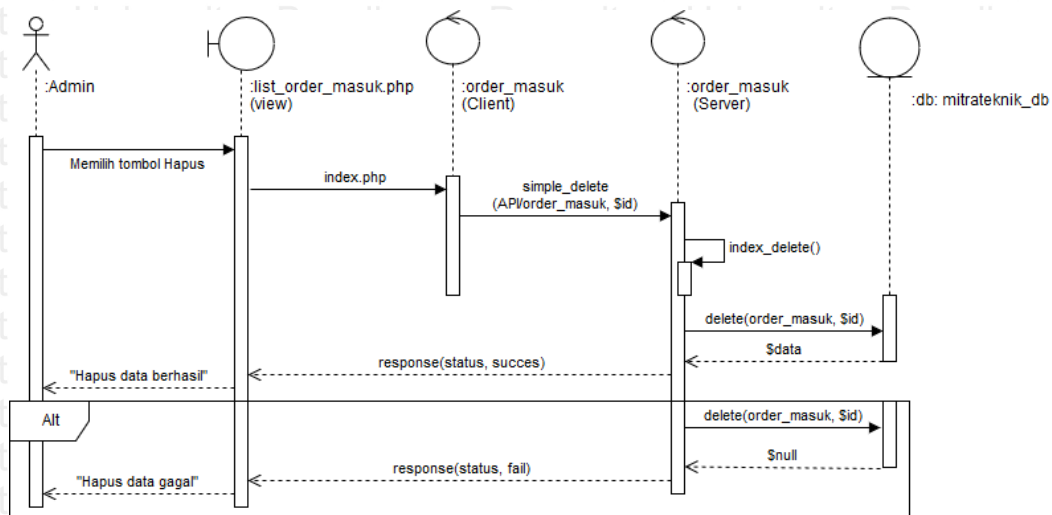 :Admin
:list_order_masuk.php
(view)
:order_masuk
(Client)
:order_masuk
(Server)
:db: mitrateknik_db
Memilih tombol Hapus
index.php
simple_delete
(API/order_masuk, $id)
index_delete()
delete(order_masuk, $id)
$data
response(status, succes)
"Hapus data berhasil"
Alt
delete(order_masuk, $id)
$null
response(status, fail)
"Hapus data gagal"